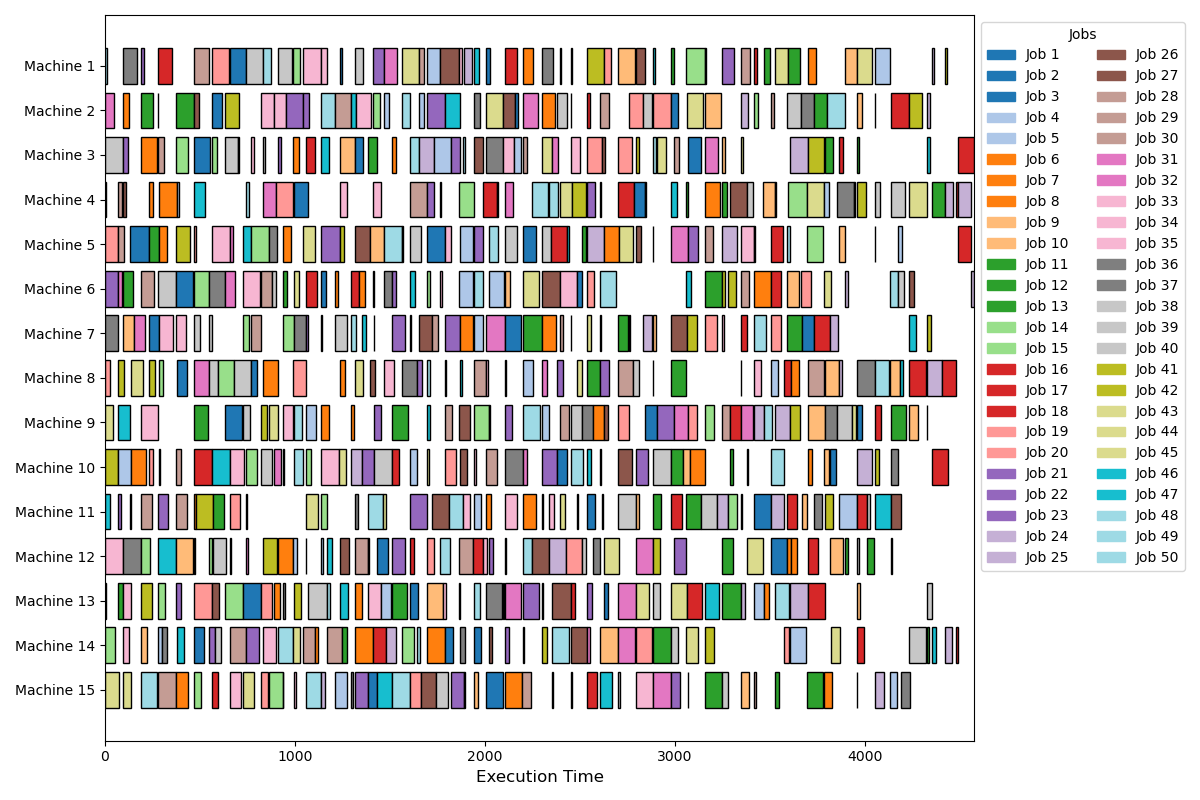 Machine 1
Machine 2
Machine 3
Machine 4
Machine 5
Machine 6
Machine 7
Machine 8
Machine 9
Machine 10
Machine 11
Machine 12
Machine 13
Machine 14
Machine 15
0 1000 2000 3000 4000
Execution Time
Jobs
Job 1 Job 26
Job 2 Job 27
Job 3 Job 28
Job 4 Job 29
Job 5 Job 30
Job 6 Job 31
Job 7 Job 32
Job 8 Job 33
Job 9 Job 34
Job 10 Job 35
Job 11 Job 36
Job 12 Job 37
Job 13 Job 38
Job 14 Job 39
Job 15 Job 40
Job 16 Job 41
Job 17 Job 42
Job 18 Job 43
Job 19 Job 44
Job 20 Job 45
Job 21 Job 46
Job 22 Job 47
Job 23 Job 48
Job 24 Job 49
Job 25 Job 50